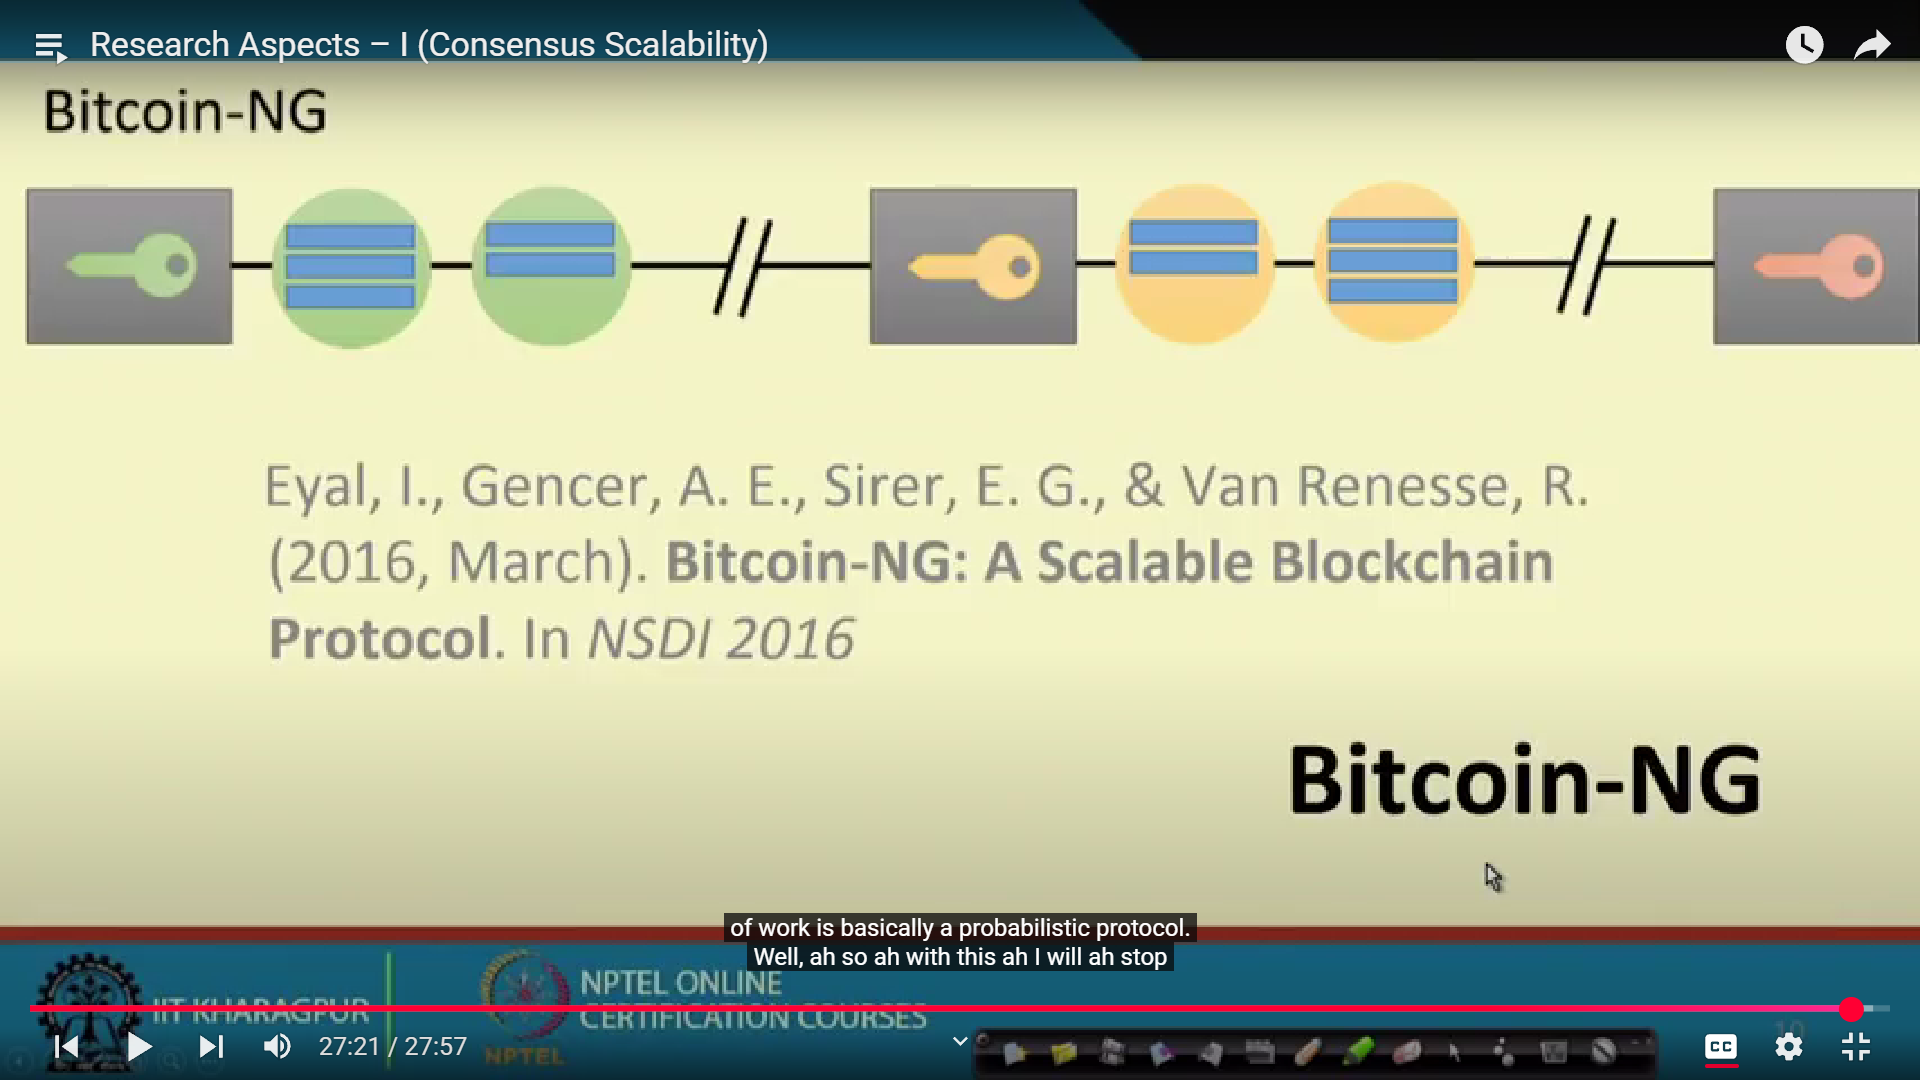 Research Aspects – I (Consensus Scalability)
Bitcoin-NG
Eyal, I., Gencer, A. E., Sirer, E. G., & Van Renesse, R.
(2016, March). Bitcoin-NG: A Scalable Blockchain
Protocol. In NSDI 2016
Bitcoin-NG
of work is basically a probabilistic protocol.
Well, ah so ah with this ah I will ah stop
IIT KHARAGPUR
NPTEL
NPTEL ONLINE
CERTIFICATION COURSES
27:21 / 27:57
CC